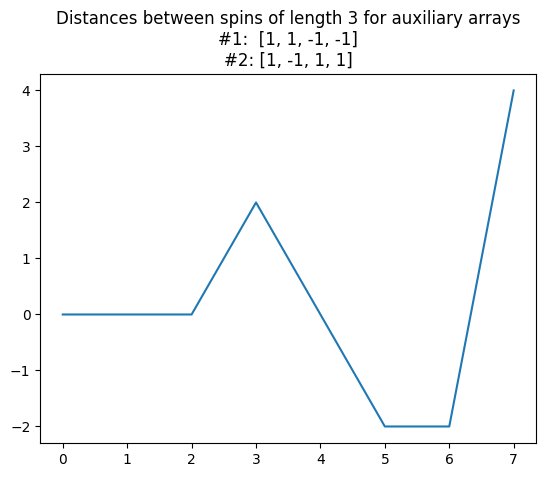 Distances between spins of length 3 for auxiliary arrays
#1:  [1, 1, -1, -1]
#2: [1, -1, 1, 1]
4
3
2
1
0
−1
−2
0 1 2 3 4 5 6 7